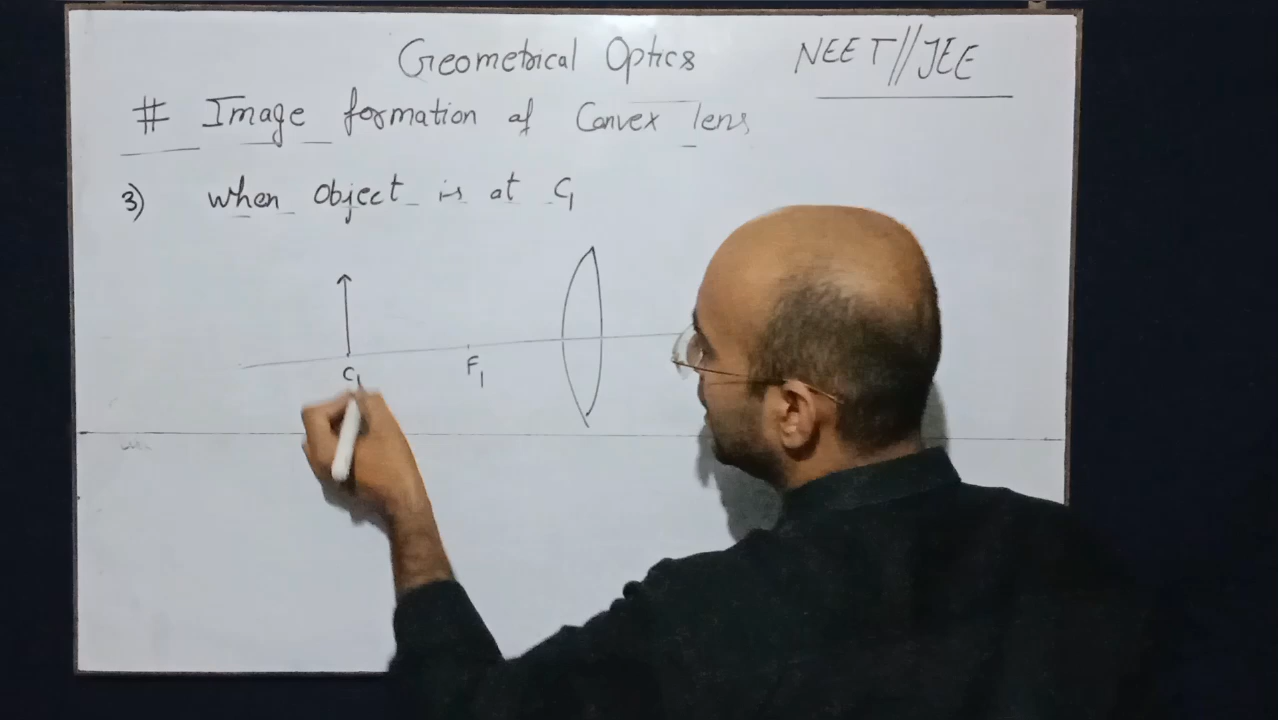 Geometrical Optics
NEET//JEE
# Image formation of Convex lens
3) when object is at C1
C1
F1